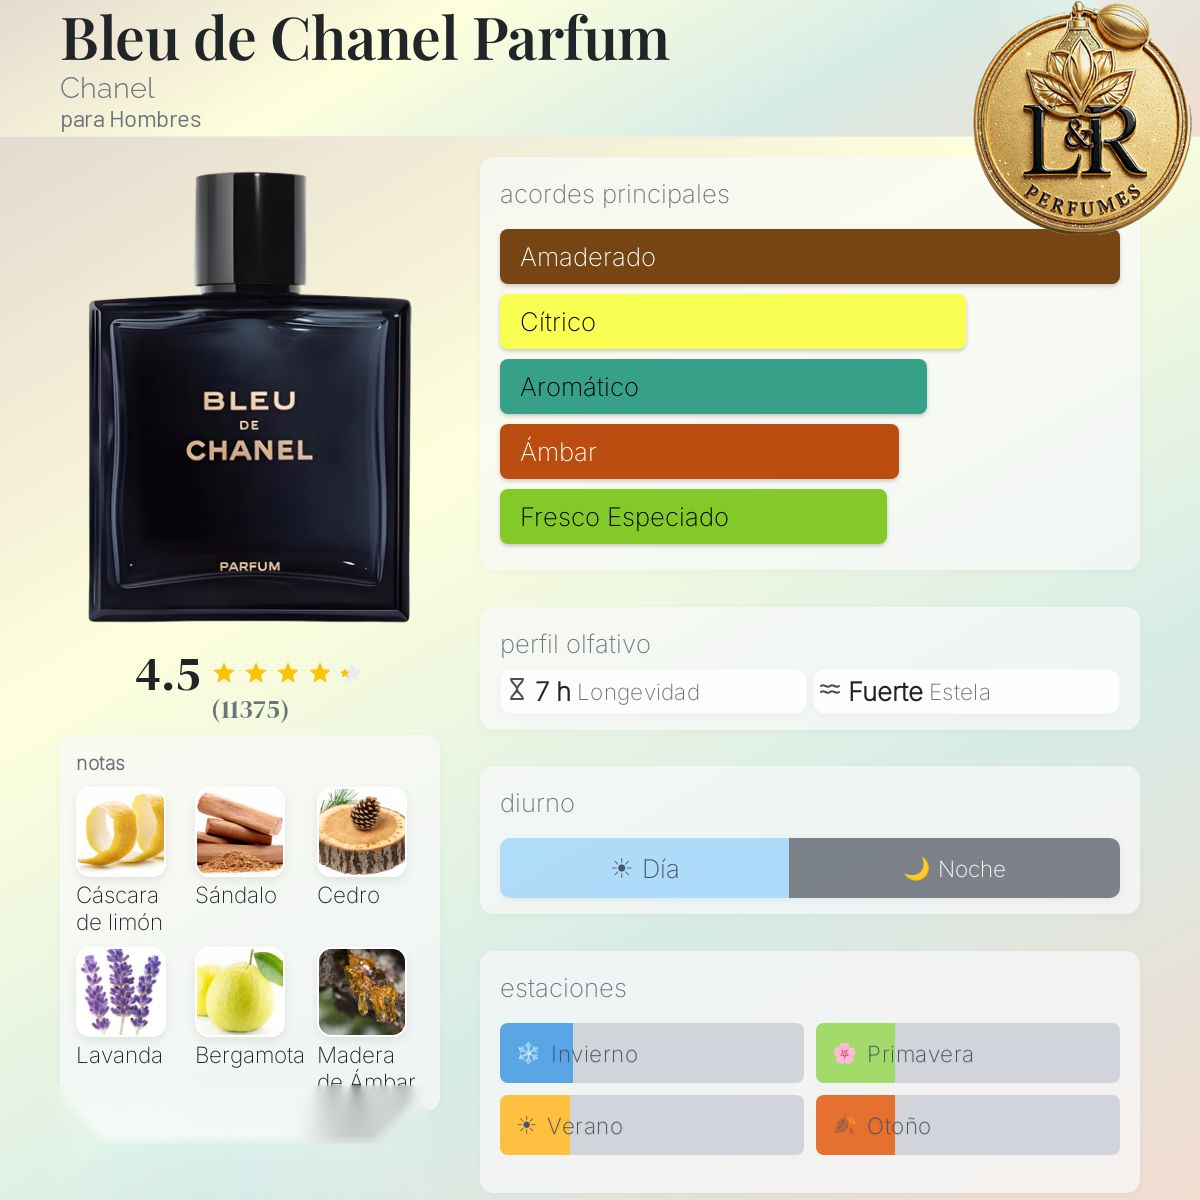 Bleu de Chanel Parfum
Chanel
para Hombres
L&R
PERFUMES
BLEU
DE
CHANEL
PARFUM
4.5
(11375)
notas
Cáscara
de limón
Sándalo
Cedro
Lavanda
Bergamota
Madera
de Ámbar
acordes principales
Amaderado
Cítrico
Aromático
Ámbar
Fresco Especiado
perfil olfativo
7 h Longevidad
Fuerte Estela
diurno
Día
Noche
estaciones
Invierno
Primavera
Verano
Otoño